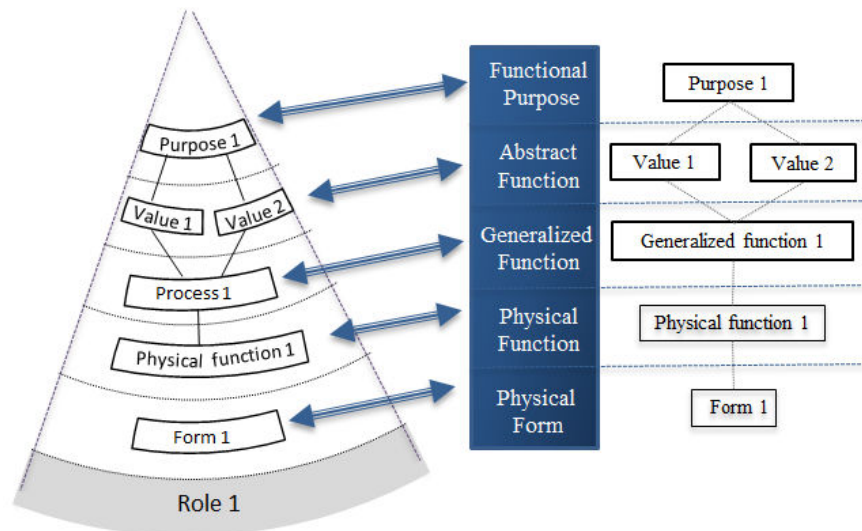 Purpose 1
Value 1
Value 2
Process 1
Physical function 1
Form 1
Role 1
Functional
Purpose
Abstract
Function
Generalized
Function
Physical
Function
Physical
Form
Purpose 1
Value 1
Value 2
Generalized function 1
Physical function 1
Form 1